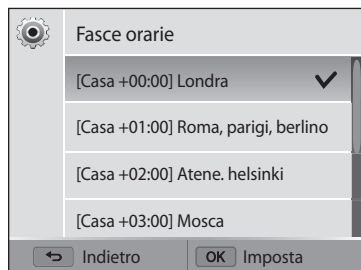 Fasce orarie
[Casa +00:00] Londra
[Casa +01:00] Roma, parigi, berlino
[Casa +02:00] Atene. helsinki
[Casa +03:00] Mosca
Indietro
OK Imposta